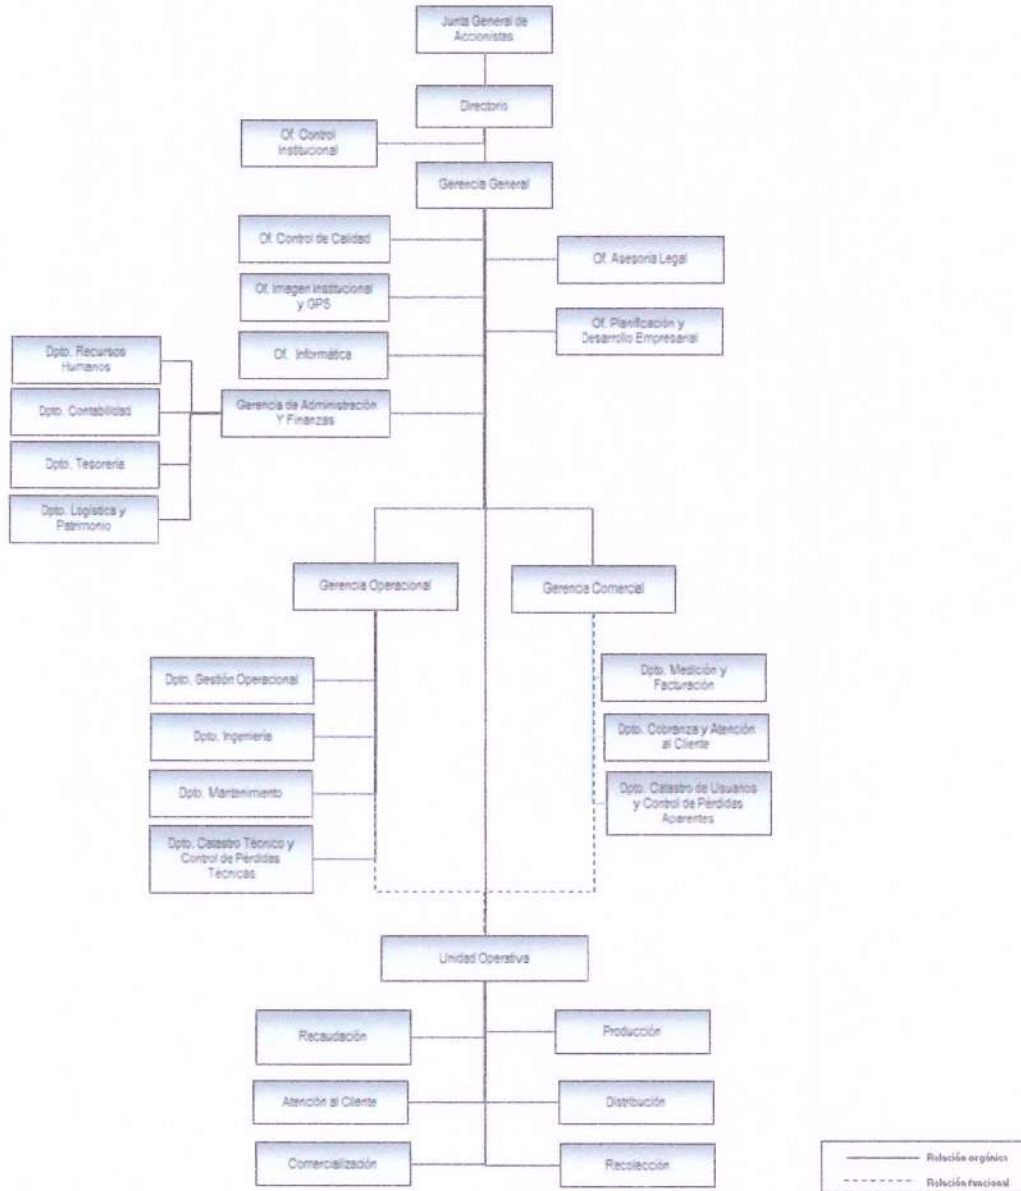 Junta General de
Accionistas
Directorio
Of. Control
Institucional
Gerencia General
Of. Control de Calidad
Of. Asesoría Legal
Of. Imagen Institucional
y GPS
Of. Planificación y
Desarrollo Empresarial
Of. Informática
Dpto. Recursos
Humanos
Gerencia de Administración
Y Finanzas
Dpto. Contabilidad
Dpto. Tesorería
Dpto. Logística y
Patrimonio
Gerencia Operacional
Gerencia Comercial
Dpto. Gestión Operacional
Dpto. Ingeniería
Dpto. Mantenimiento
Dpto. Catastro Técnico y
Control de Pérdidas
Técnicas
Dpto. Medición y
Facturación
Dpto. Cobranza y Atención
al Cliente
Dpto. Catastro de Usuarios
y Control de Pérdidas
Aparentes
Unidad Operativa
Recaudación
Producción
Atención al Cliente
Distribución
Comercialización
Recolección
Relación orgánica
Relación funcional